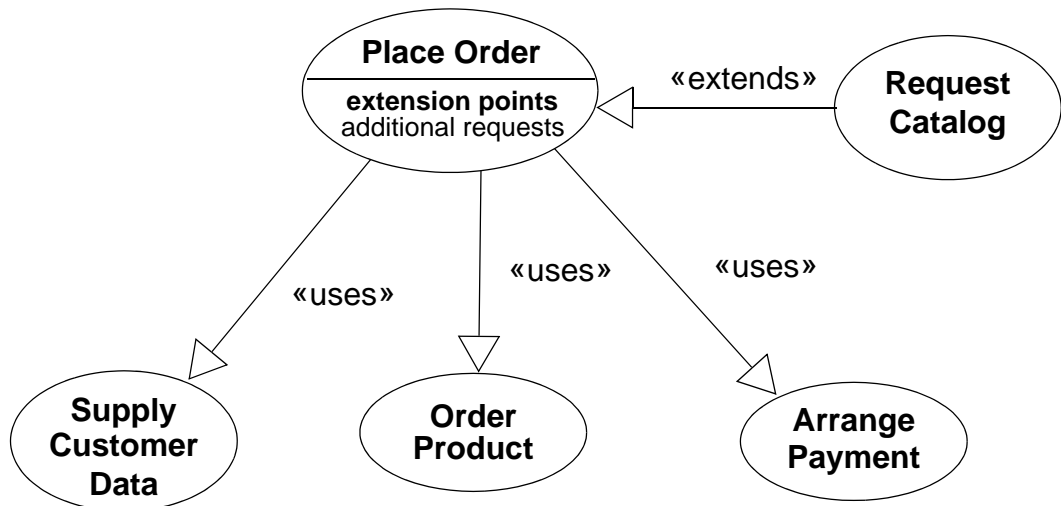 Place Order
extension points
additional requests
«extends»
Request
Catalog
«uses»
«uses»
«uses»
Supply
Customer
Data
Order
Product
Arrange
Payment